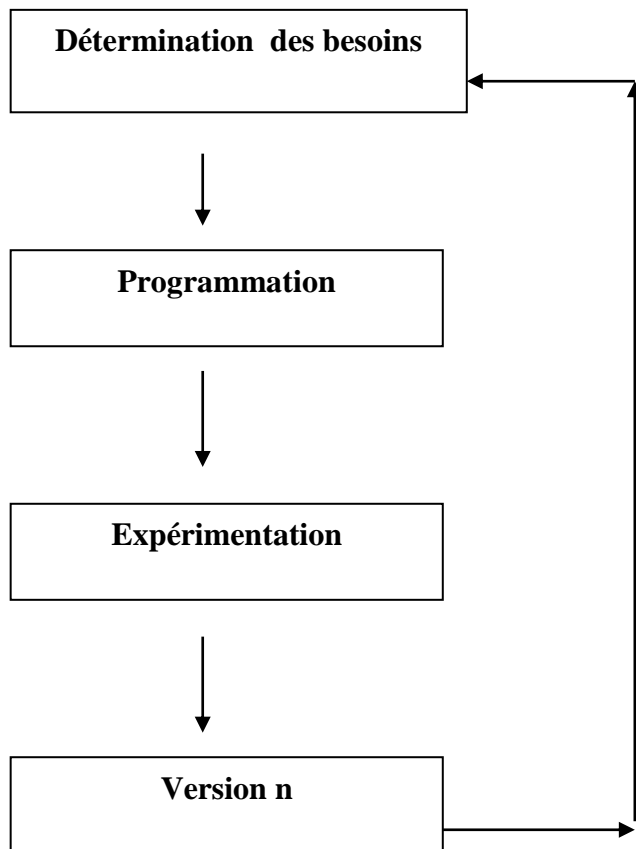 Détermination des besoins
Programmation
Expérimentation
Version n